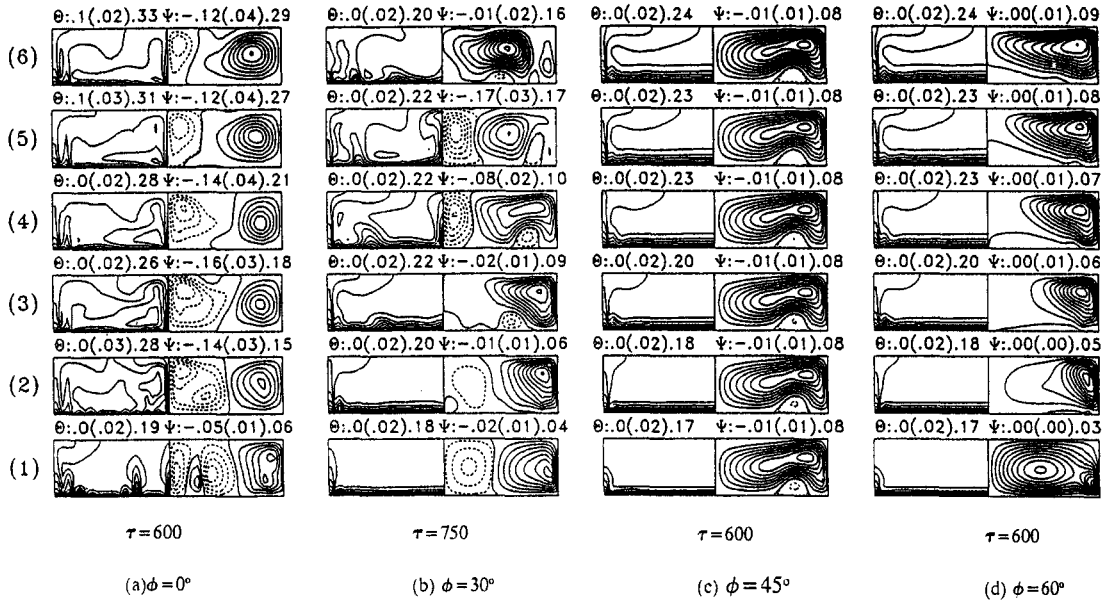 Θ:.1(.02).33 Ψ:-.12(.04).29 Θ:.0(.02).20 Ψ:-.01(.02).16 Θ:.0(.02).24 Ψ:-.01(.01).08 Θ:.0(.02).24 Ψ:.00(.01).09
(6)
Θ:.1(.03).31 Ψ:-.12(.04).27 Θ:.0(.02).22 Ψ:-.17(.03).17 Θ:.0(.02).23 Ψ:-.01(.01).08 Θ:.0(.02).23 Ψ:.00(.01).08
(5)
Θ:.0(.02).28 Ψ:-.14(.04).21 Θ:.0(.02).22 Ψ:-.08(.02).10 Θ:.0(.02).23 Ψ:-.01(.01).08 Θ:.0(.02).23 Ψ:.00(.01).07
(4)
Θ:.0(.02).26 Ψ:-.16(.03).18 Θ:.0(.02).22 Ψ:-.02(.01).09 Θ:.0(.02).20 Ψ:-.01(.01).08 Θ:.0(.02).20 Ψ:.00(.01).06
(3)
Θ:.0(.03).28 Ψ:-.14(.03).15 Θ:.0(.02).20 Ψ:-.01(.01).06 Θ:.0(.02).18 Ψ:-.01(.01).08 Θ:.0(.02).18 Ψ:.00(.00).05
(2)
Θ:.0(.02).19 Ψ:-.05(.01).06 Θ:.0(.02).18 Ψ:-.02(.01).04 Θ:.0(.02).17 Ψ:-.01(.01).08 Θ:.0(.02).17 Ψ:.00(.00).03
(1)
τ=600 τ=750 τ=600 τ=600
(a)ϕ=0° (b) ϕ=30° (c) ϕ=45° (d) ϕ=60°